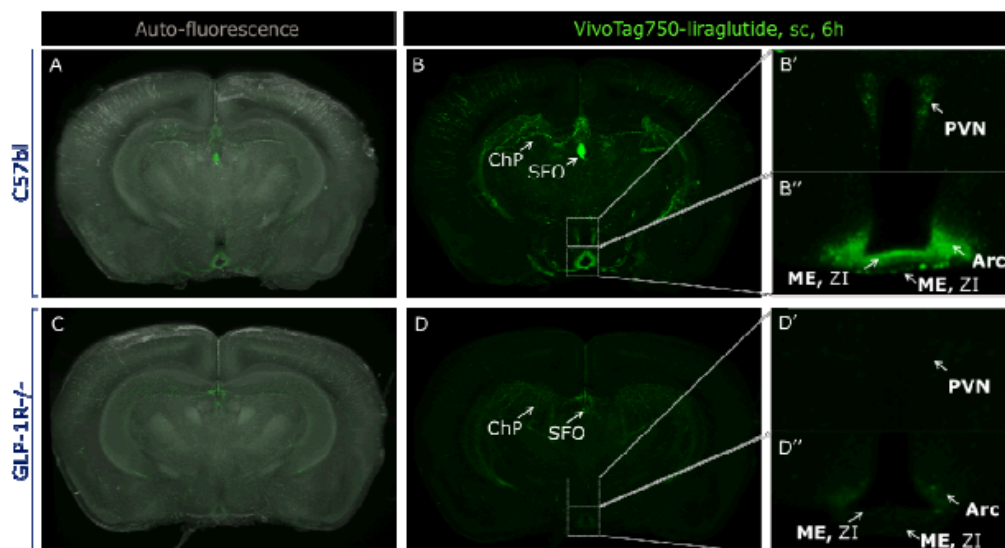 Auto-fluorescence
VivoTag750-liraglutide, sc, 6h
C57bl
A
B
ChP
SFO
B'
PVN
B''
Arc
ME, ZI
ME, ZI
GLP-1R-/-
C
D
ChP
SFO
D'
PVN
D''
Arc
ME, ZI
ME, ZI